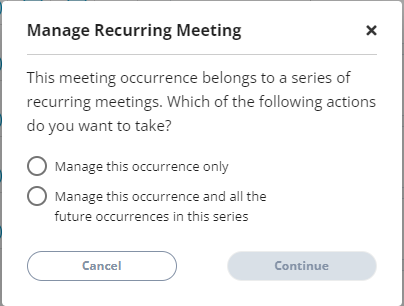 Manage Recurring Meeting
This meeting occurrence belongs to a series of
recurring meetings. Which of the following actions
do you want to take?
Manage this occurrence only
Manage this occurrence and all the
future occurrences in this series
Cancel
Continue